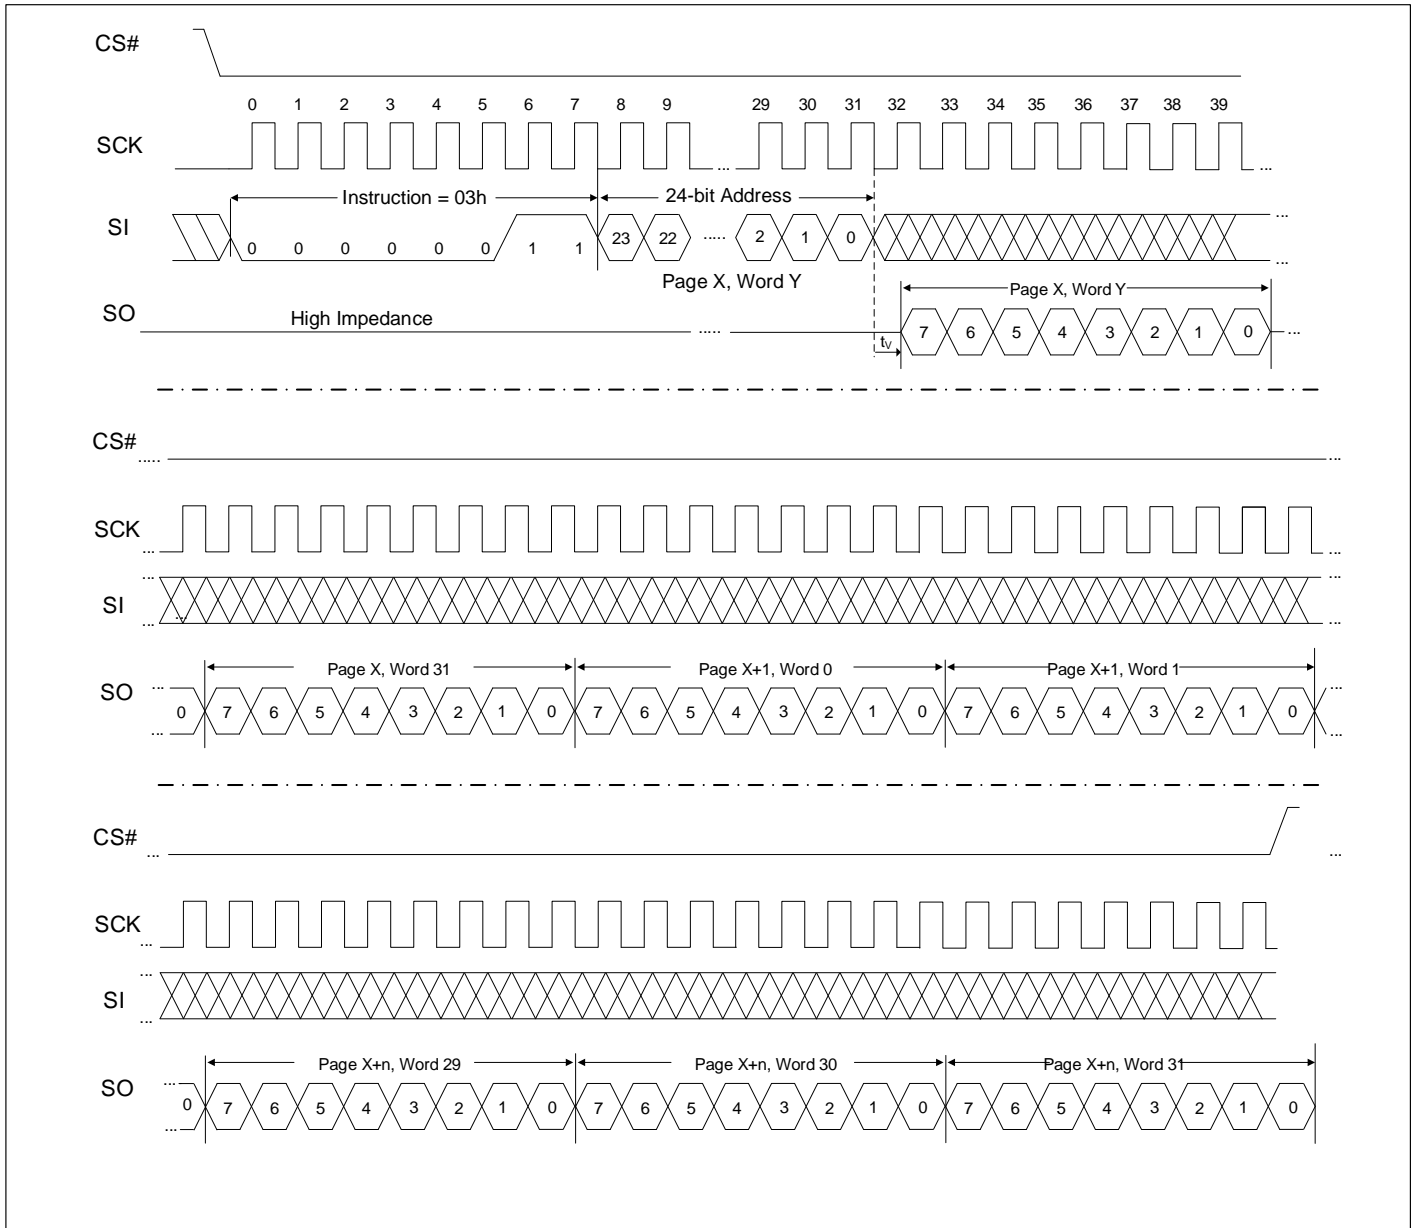 CS#
0 1 2 3 4 5 6 7 8 9 29 30 31 32 33 34 35 36 37 38 39
SCK ... ...
Instruction = 03h 24-bit Address
SI 0 0 0 0 0 0 1 1 23 22 ..... 2 1 0 ... ...
Page X, Word Y
Page X, Word Y
SO High Impedance ..... tV 7 6 5 4 3 2 1 0 ...
CS# ..... ...
SCK ... ...
SI ... ... ... ... ...
Page X, Word 31 Page X+1, Word 0 Page X+1, Word 1
SO ... ... 0 7 6 5 4 3 2 1 0 7 6 5 4 3 2 1 0 7 6 5 4 3 2 1 0 ... ...
CS# ... ...
SCK ... ...
SI ... ...
Page X+n, Word 29 Page X+n, Word 30 Page X+n, Word 31
SO ... ... 0 7 6 5 4 3 2 1 0 7 6 5 4 3 2 1 0 7 6 5 4 3 2 1 0